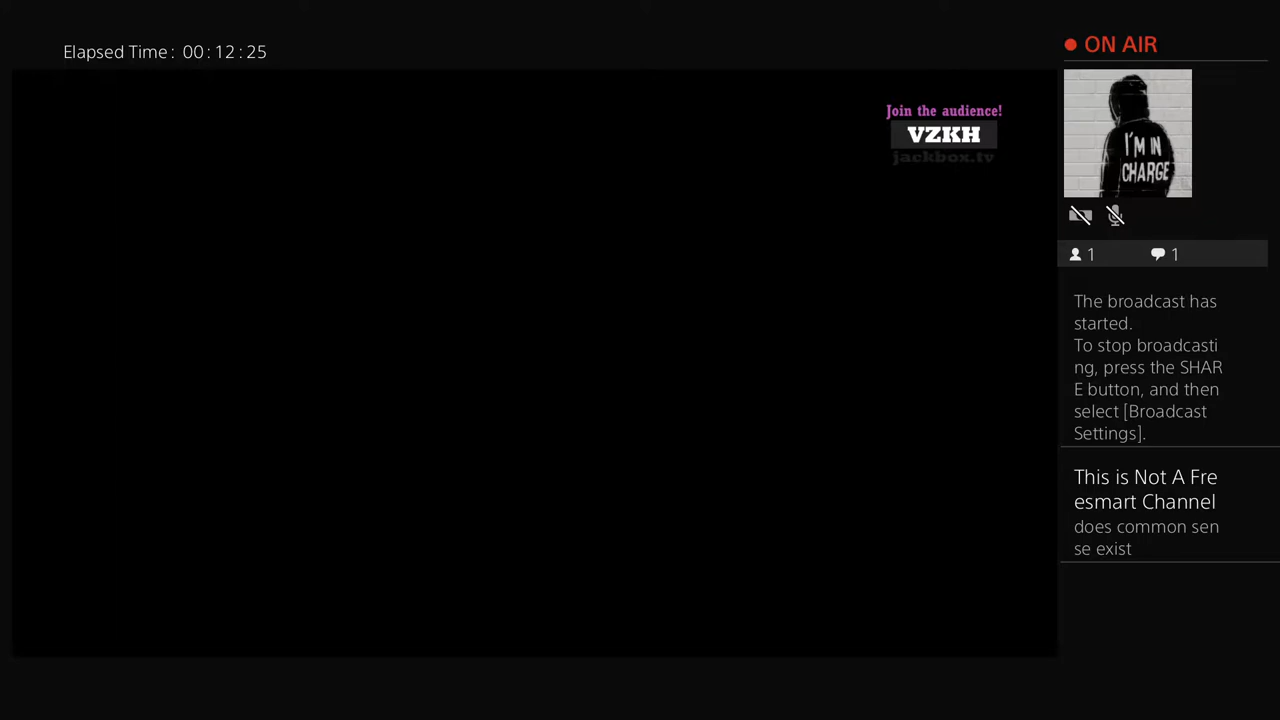 Elapsed Time: 00:12:25
ON AIR
Join the audience!
VZKH
jackbox.tv
I'M IN
CHARGE
1 1
The broadcast has
started.
To stop broadcasti
ng, press the SHAR
E button, and then
select [Broadcast
Settings].
This is Not A Fre
esmart Channel
does common sen
se exist